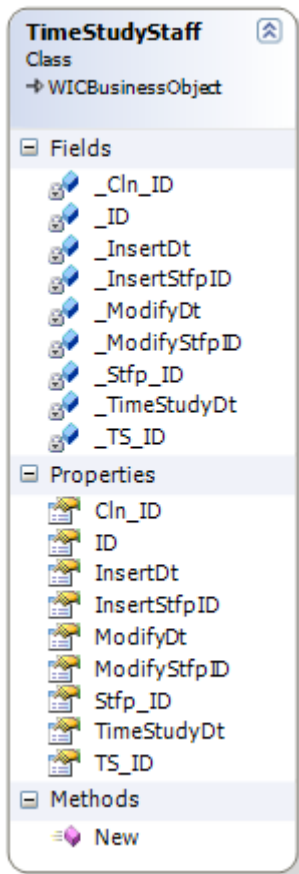 TimeStudyStaff
Class
WICBusinessObject
Fields
_Cln_ID
_ID
_InsertDt
_InsertStfpID
_ModifyDt
_ModifyStfpID
_Stfp_ID
_TimeStudyDt
_TS_ID
Properties
Cln_ID
ID
InsertDt
InsertStfpID
ModifyDt
ModifyStfpID
Stfp_ID
TimeStudyDt
TS_ID
Methods
New